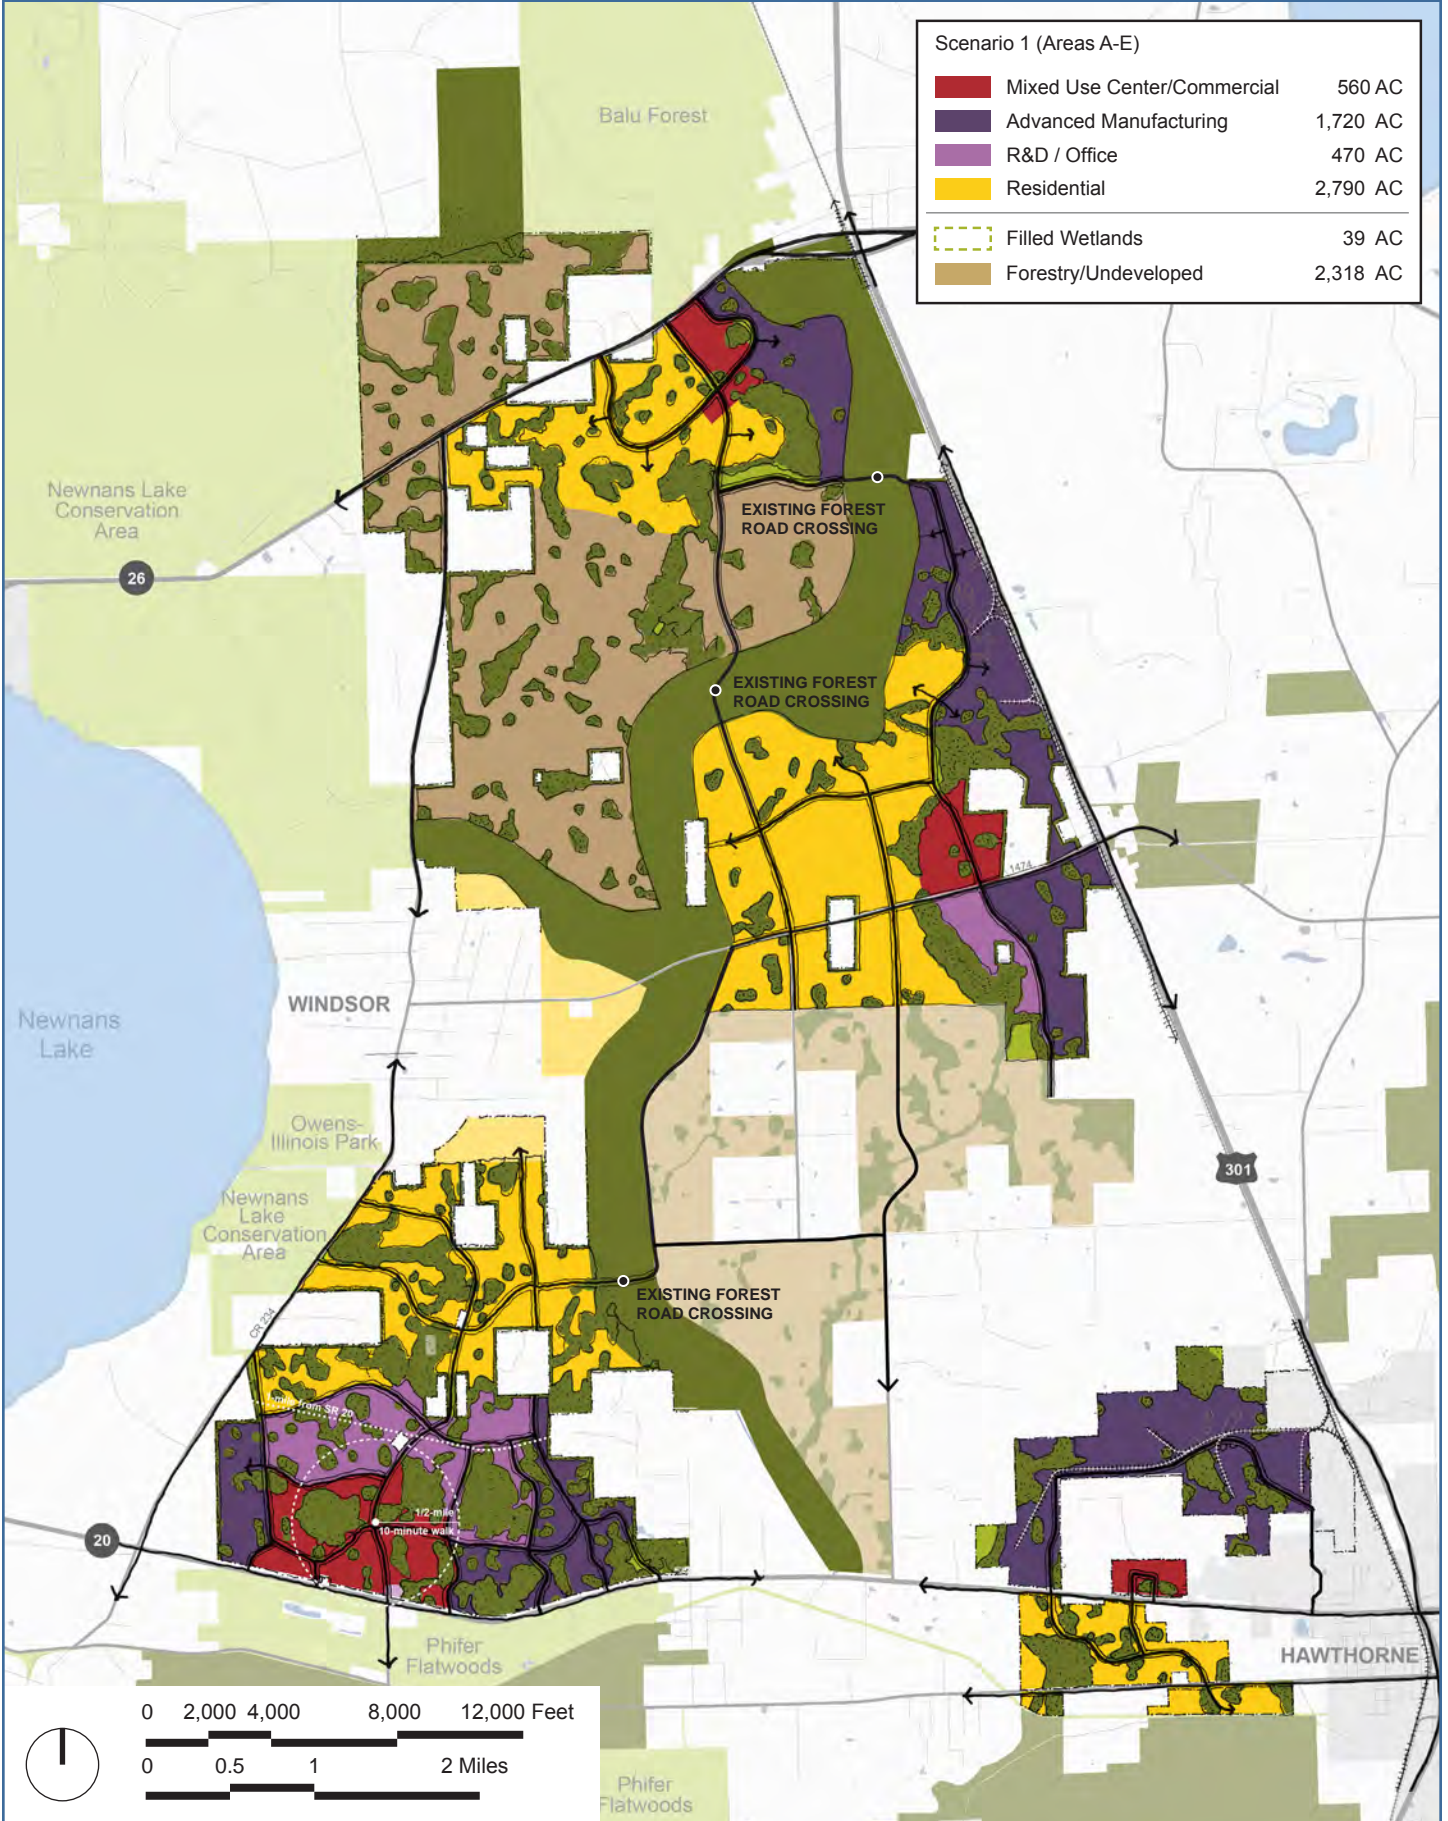 Scenario 1 (Areas A-E)
Mixed Use Center/Commercial 560 AC
Advanced Manufacturing 1,720 AC
R&D / Office 470 AC
Residential 2,790 AC
Filled Wetlands 39 AC
Forestry/Undeveloped 2,318 AC
Balu Forest
Newnans Lake
Conservation
Area
26
EXISTING FOREST
ROAD CROSSING
EXISTING FOREST
ROAD CROSSING
1474
WINDSOR
Newnans
Lake
Owens-
Illinois Park
Newnans
Lake
Conservation
Area
301
EXISTING FOREST
ROAD CROSSING
CR 234
from SR 20
1/2-mile
10-minute walk
20
Phifer
Flatwoods
HAWTHORNE
0 2,000 4,000 8,000 12,000 Feet
0 0.5 1 2 Miles
Phifer
Flatwoods